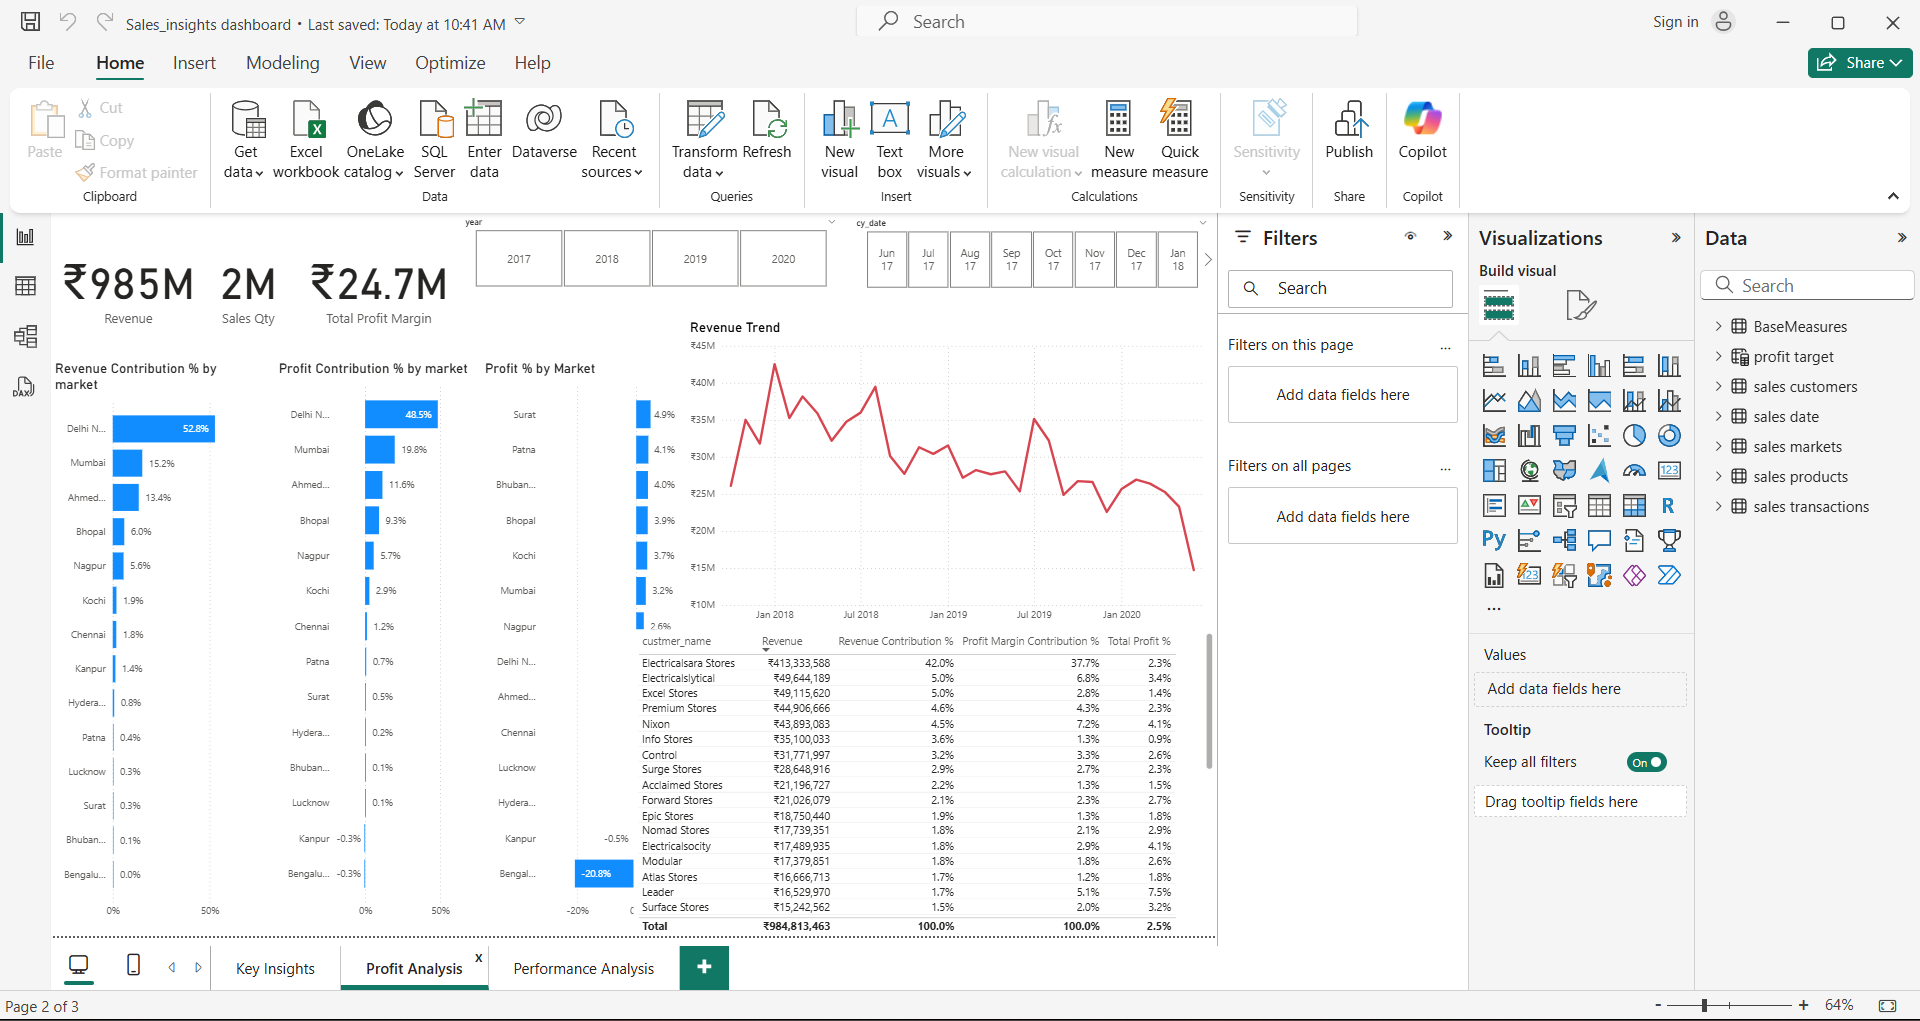 Sales_insights dashboard • Last saved: Today at 10:41 AM
Search
Sign in
File
Home
Insert
Modeling
View
Optimize
Help
Share
Paste
Cut
Copy
Format painter
Clipboard
Get data
Excel workbook
OneLake catalog
SQL Server
Enter data
Dataverse
Recent sources
Data
Transform data
Refresh
Queries
New visual
Text box
More visuals
Insert
New visual calculation
New measure
Quick measure
Calculations
Sensitivity
Sensitivity
Publish
Share
Copilot
Copilot
DAX
₹985M
Revenue
2M
Sales Qty
₹24.7M
Total Profit Margin
year
2017
2018
2019
2020
cy_date
Jun 17
Jul 17
Aug 17
Sep 17
Oct 17
Nov 17
Dec 17
Jan 18
Revenue Contribution % by market
Delhi N... 52.8%
Mumbai 15.2%
Ahmed... 13.4%
Bhopal 6.0%
Nagpur 5.6%
Kochi 1.9%
Chennai 1.8%
Kanpur 1.4%
Hydera... 0.8%
Patna 0.4%
Lucknow 0.3%
Surat 0.3%
Bhuban... 0.1%
Bengalu... 0.0%
0% 50%
Profit Contribution % by market
Delhi N... 48.5%
Mumbai 19.8%
Ahmed... 11.6%
Bhopal 9.3%
Nagpur 5.7%
Kochi 2.9%
Chennai 1.2%
Patna 0.7%
Surat 0.5%
Hydera... 0.2%
Bhuban... 0.1%
Lucknow 0.1%
Kanpur -0.3%
Bengalu... -0.3%
0% 50%
Profit % by Market
Surat 4.9%
Patna 4.1%
Bhuban... 4.0%
Bhopal 3.9%
Kochi 3.7%
Mumbai 3.2%
Nagpur 2.6%
Delhi N...
Ahmed...
Chennai
Lucknow
Hydera...
Kanpur -0.5%
Bengal... -20.8%
-20%
Revenue Trend
₹45M
₹40M
₹35M
₹30M
₹25M
₹20M
₹15M
₹10M
Jan 2018 Jul 2018 Jan 2019 Jul 2019 Jan 2020
custmer_name Revenue Revenue Contribution % Profit Margin Contribution % Total Profit %
Electricalsara Stores ₹413,333,588 42.0% 37.7% 2.3%
Electricalslytical ₹49,644,189 5.0% 6.8% 3.4%
Excel Stores ₹49,115,620 5.0% 2.8% 1.4%
Premium Stores ₹44,906,666 4.6% 4.3% 2.3%
Nixon ₹43,893,083 4.5% 7.2% 4.1%
Info Stores ₹35,100,033 3.6% 1.3% 0.9%
Control ₹31,771,997 3.2% 3.3% 2.6%
Surge Stores ₹28,648,916 2.9% 2.7% 2.3%
Acclaimed Stores ₹21,196,727 2.2% 1.3% 1.5%
Forward Stores ₹21,026,079 2.1% 2.3% 2.7%
Epic Stores ₹18,750,440 1.9% 1.3% 1.8%
Nomad Stores ₹17,739,351 1.8% 2.1% 2.9%
Electricalsocity ₹17,489,935 1.8% 2.9% 4.1%
Modular ₹17,379,851 1.8% 1.8% 2.6%
Atlas Stores ₹16,666,713 1.7% 1.2% 1.8%
Leader ₹16,529,970 1.7% 5.1% 7.5%
Surface Stores ₹15,242,562 1.5% 2.0% 3.2%
Total ₹984,813,463 100.0% 100.0% 2.5%
Filters
Search
Filters on this page
...
Add data fields here
Filters on all pages
...
Add data fields here
Visualizations
Build visual
123
R
Py
123
...
Values
Add data fields here
Tooltip
Keep all filters
On
Drag tooltip fields here
Data
Search
BaseMeasures
profit target
sales customers
sales date
sales markets
sales products
sales transactions
Key Insights
Profit Analysis
x
Performance Analysis
+
Page 2 of 3
- + 64%